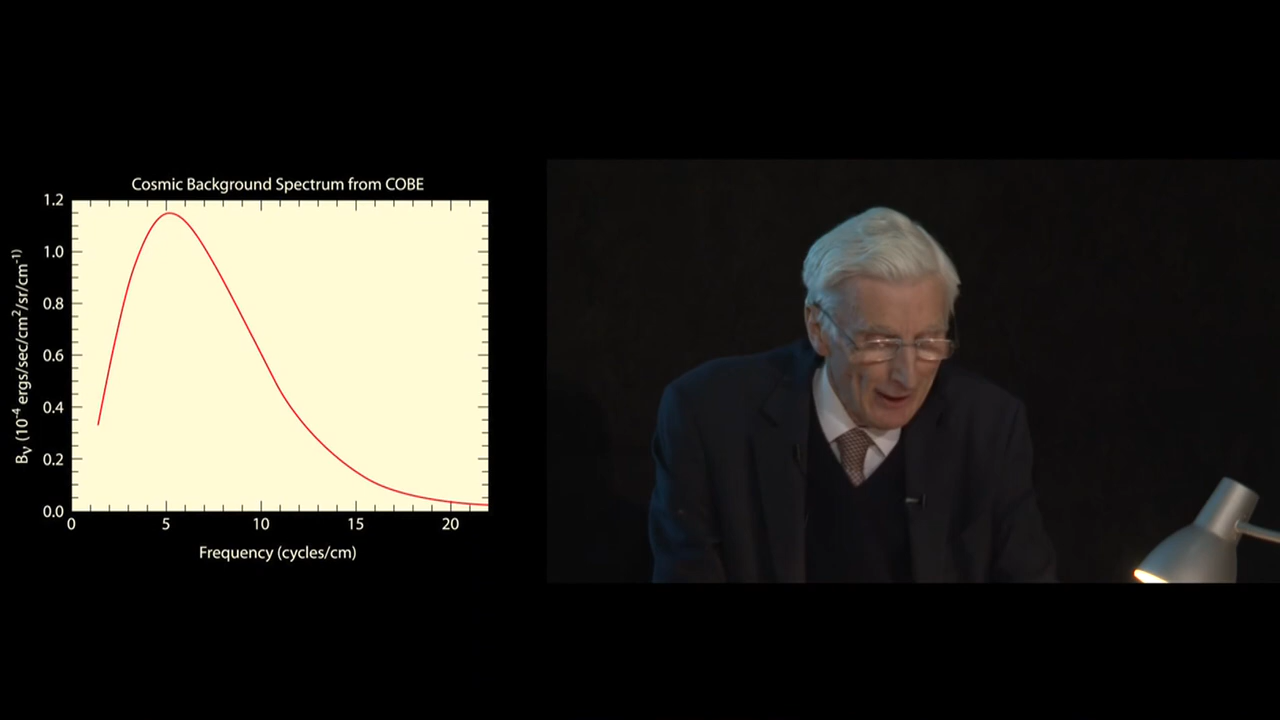 Cosmic Background Spectrum from COBE
1.2
1.0
0.8
0.6
0.4
0.2
0.0
Bν (10⁻⁴ ergs/sec/cm²/sr/cm⁻¹)
0 5 10 15 20
Frequency (cycles/cm)